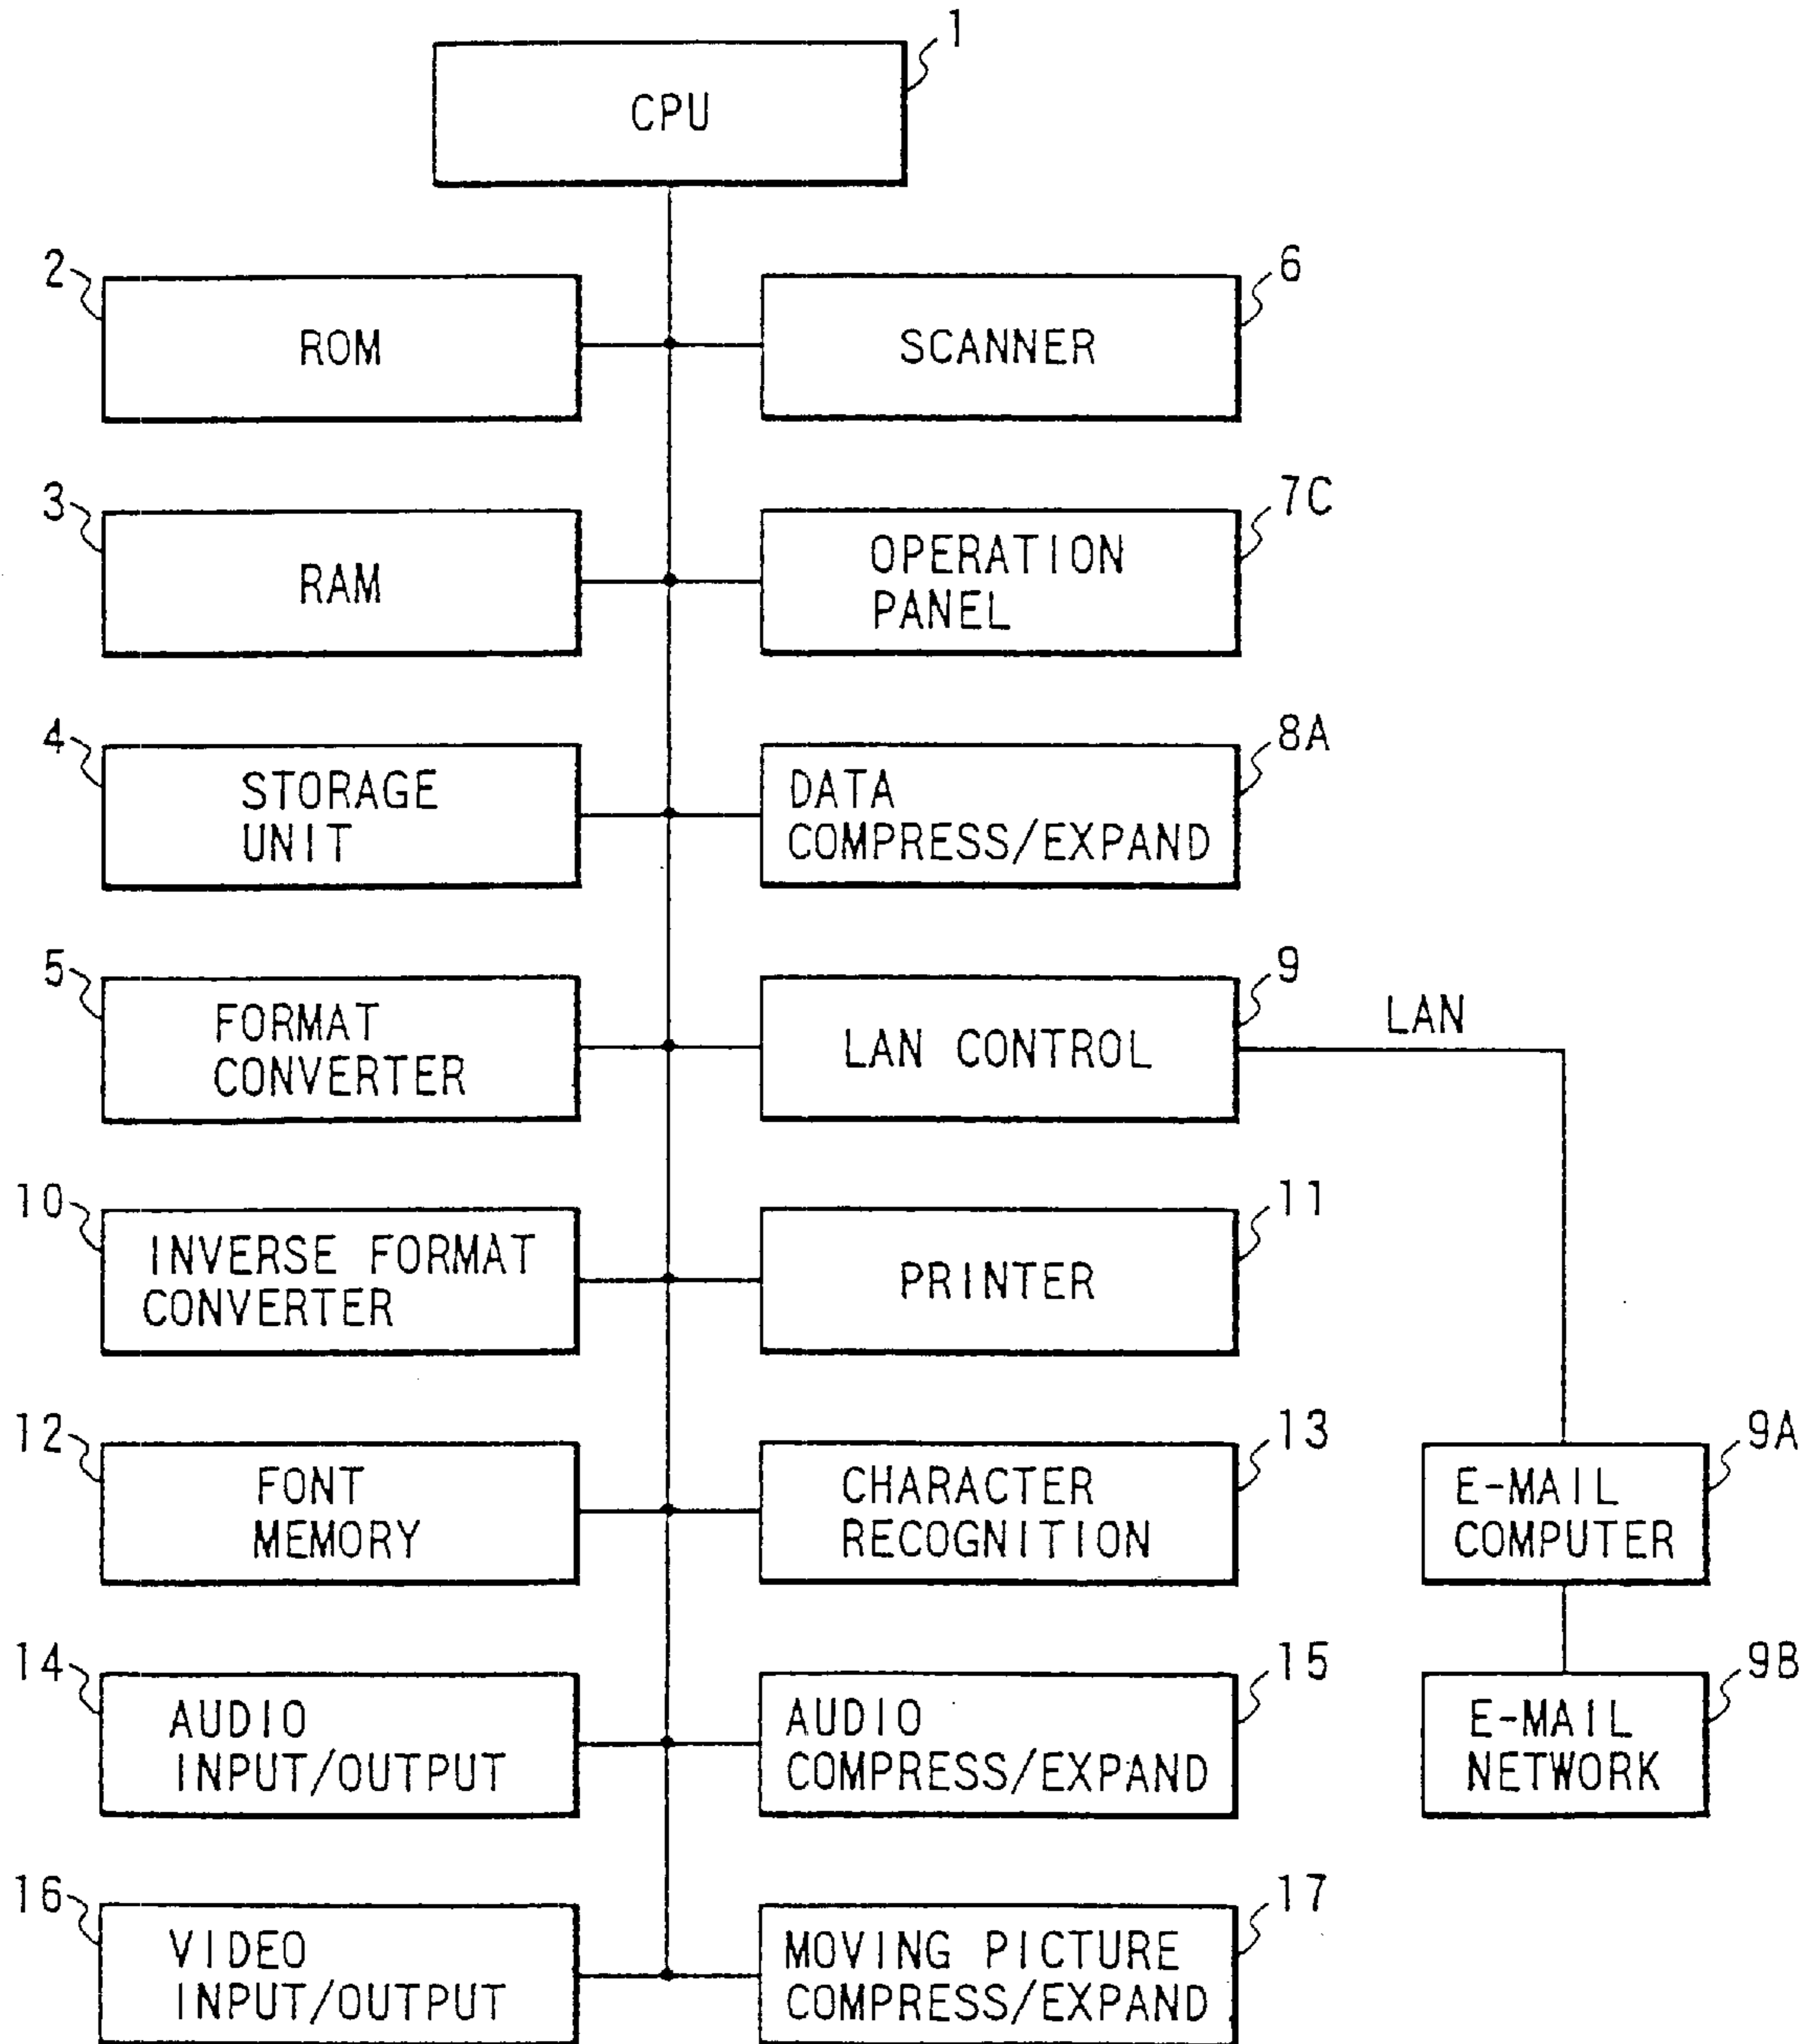 1
CPU
2
ROM
6
SCANNER
3
RAM
7C
OPERATION
PANEL
4
STORAGE
UNIT
8A
DATA
COMPRESS/EXPAND
5
FORMAT
CONVERTER
9
LAN CONTROL
LAN
10
INVERSE FORMAT
CONVERTER
11
PRINTER
12
FONT
MEMORY
13
CHARACTER
RECOGNITION
9A
E-MAIL
COMPUTER
14
AUDIO
INPUT/OUTPUT
15
AUDIO
COMPRESS/EXPAND
9B
E-MAIL
NETWORK
16
VIDEO
INPUT/OUTPUT
17
MOVING PICTURE
COMPRESS/EXPAND